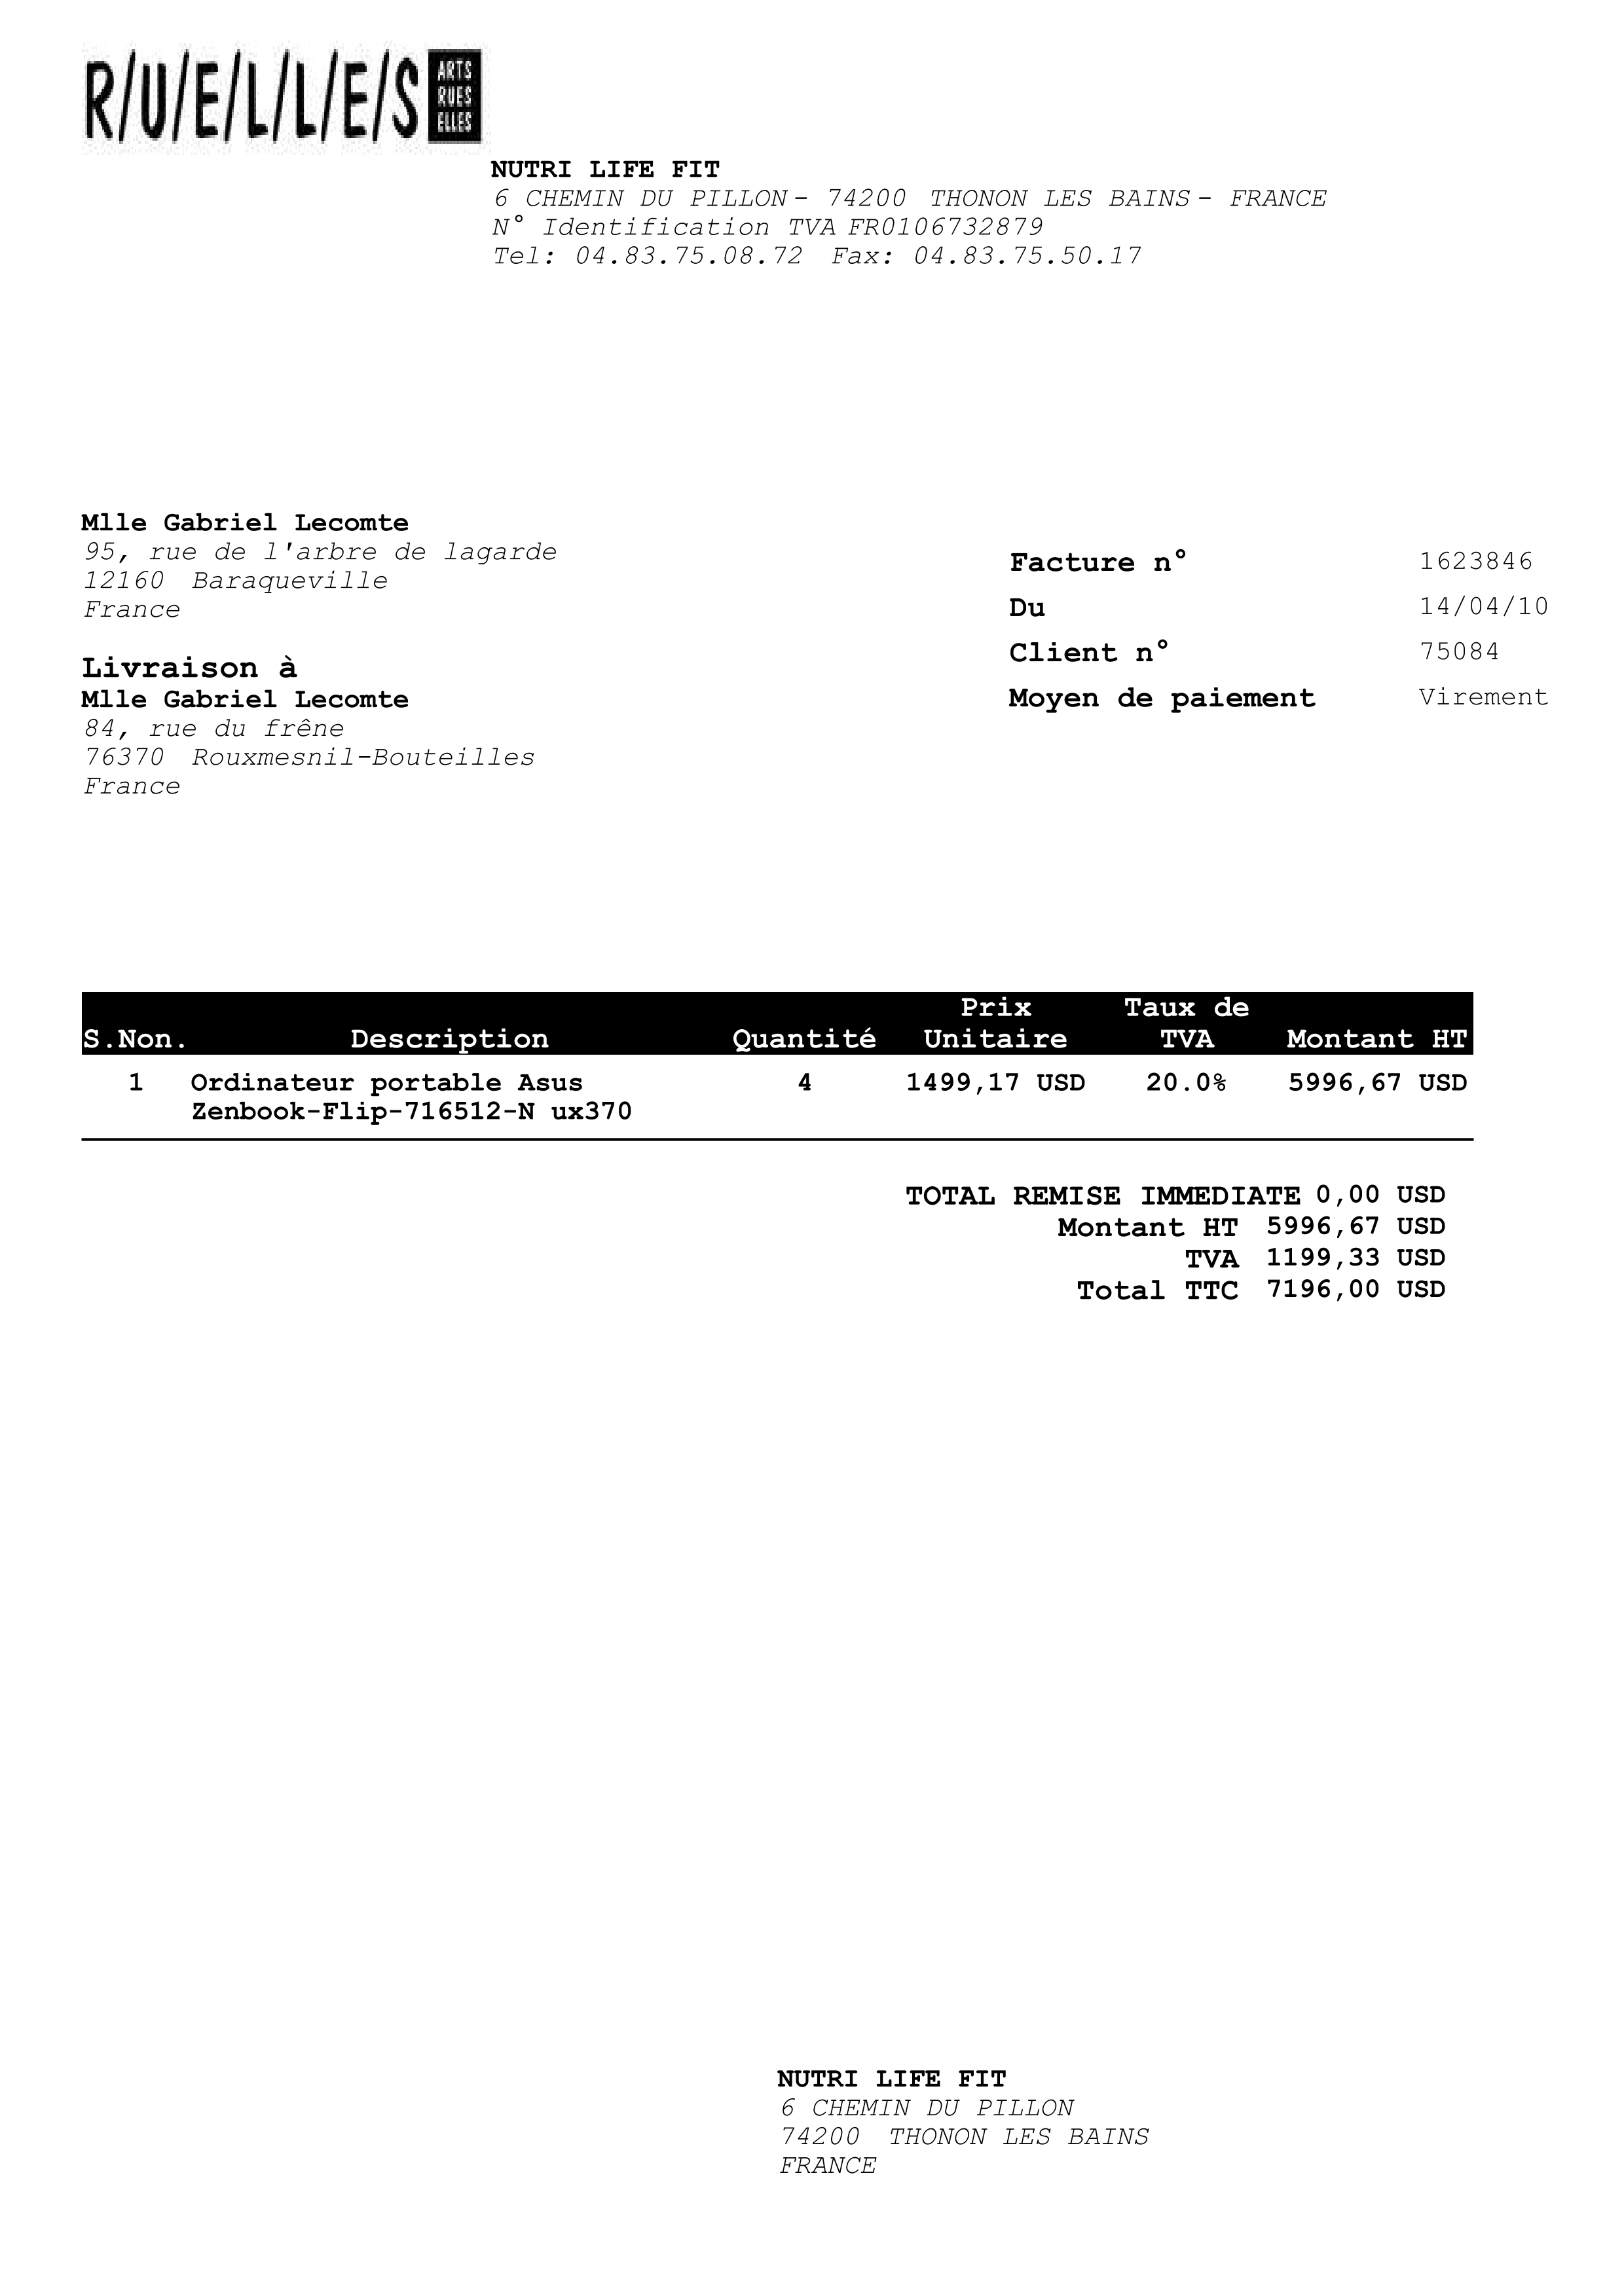 R/U/E/L/L/E/S ARTS
RUES
ELLES
NUTRI LIFE FIT
6 CHEMIN DU PILLON - 74200 THONON LES BAINS - FRANCE
N° Identification TVA FR0106732879
Tel: 04.83.75.08.72 Fax: 04.83.75.50.17
Mlle Gabriel Lecomte
95, rue de l'arbre de lagarde
12160 Baraqueville
France
Livraison à
Mlle Gabriel Lecomte
84, rue du frêne
76370 Rouxmesnil-Bouteilles
France
Facture n° 1623846
Du 14/04/10
Client n° 75084
Moyen de paiement Virement
Prix Taux de
S.Non. Description Quantité Unitaire TVA Montant HT
1 Ordinateur portable Asus 4 1499,17 USD 20.0% 5996,67 USD
Zenbook-Flip-716512-N ux370
TOTAL REMISE IMMEDIATE 0,00 USD
Montant HT 5996,67 USD
TVA 1199,33 USD
Total TTC 7196,00 USD
NUTRI LIFE FIT
6 CHEMIN DU PILLON
74200 THONON LES BAINS
FRANCE